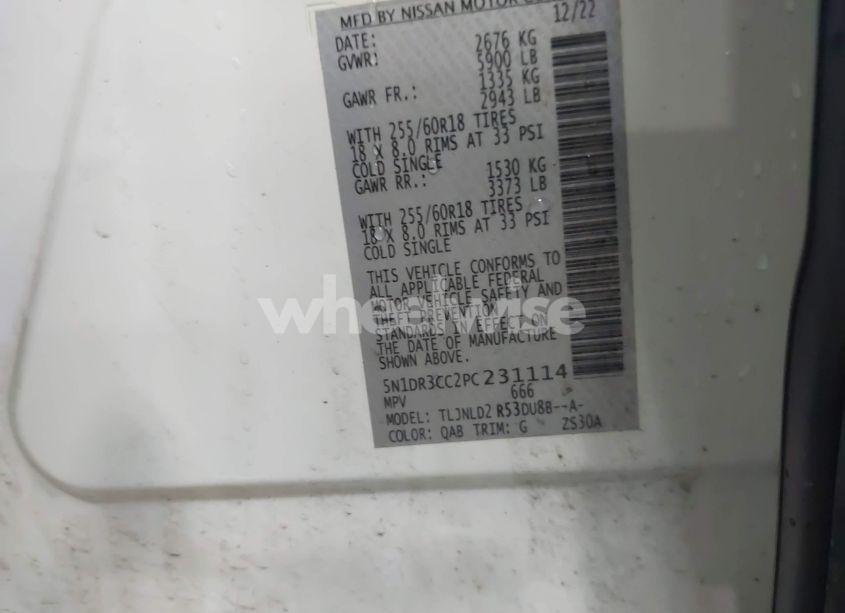 MFD BY NISSAN MOTOR CO
DATE: 12/22
GVWR: 2676 KG
5900 LB
GAWR FR.: 1335 KG
2943 LB
WITH 255/60R18 TIRES
18 X 8.0 RIMS AT 33 PSI
COLD SINGLE
GAWR RR.: 1530 KG
3373 LB
WITH 255/60R18 TIRES
18 X 8.0 RIMS AT 33 PSI
COLD SINGLE
THIS VEHICLE CONFORMS TO
ALL APPLICABLE FEDERAL
MOTOR VEHICLE SAFETY AND
THEFT PREVENTION
STANDARDS IN EFFECT ON
THE DATE OF MANUFACTURE
SHOWN ABOVE.
wheelwise
5N1DR3CC2PC231114
MPV 666
MODEL: TLJNLD2 R53DU8B--A-
COLOR: QAB TRIM: G ZS30A